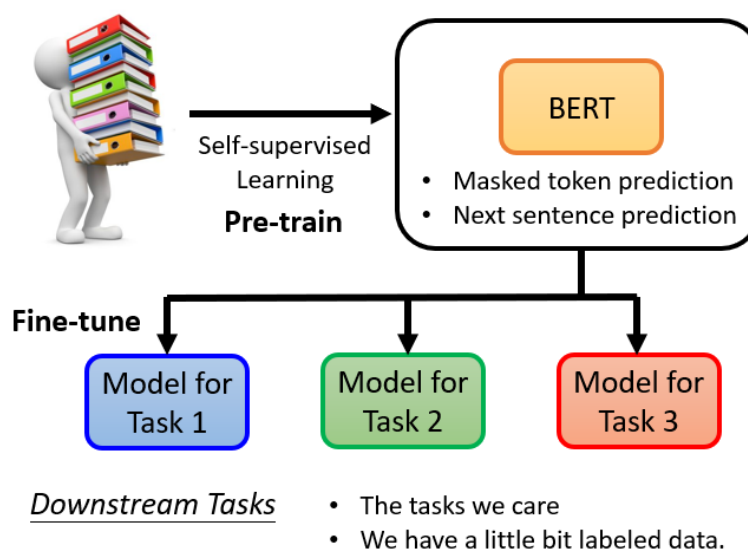 BERT
Self-supervised
Learning
Pre-train
• Masked token prediction
• Next sentence prediction
Fine-tune
Model for
Task 1
Model for
Task 2
Model for
Task 3
Downstream Tasks
• The tasks we care
• We have a little bit labeled data.